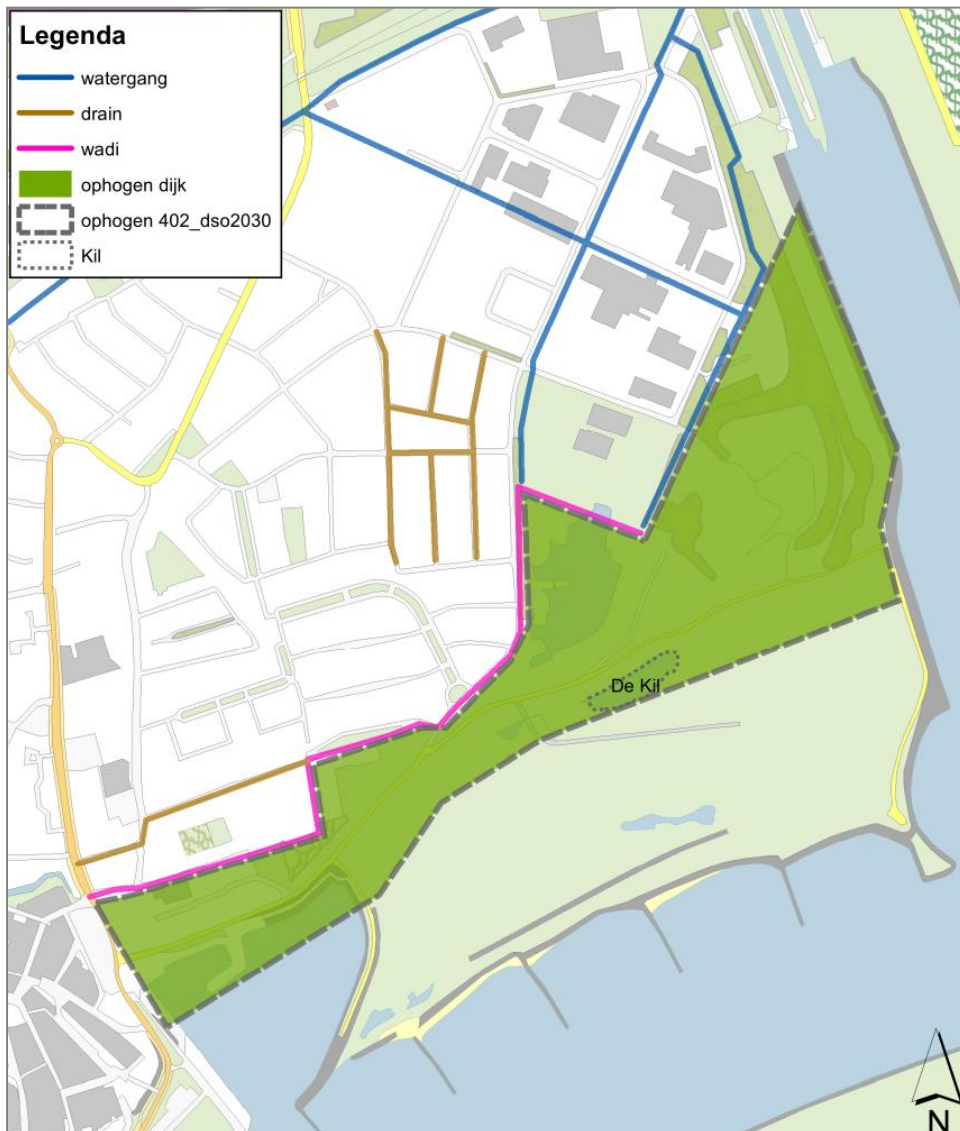 Legenda
watergang
drain
wadi
ophogen dijk
ophogen 402_dso2030
Kil
De Kil
N